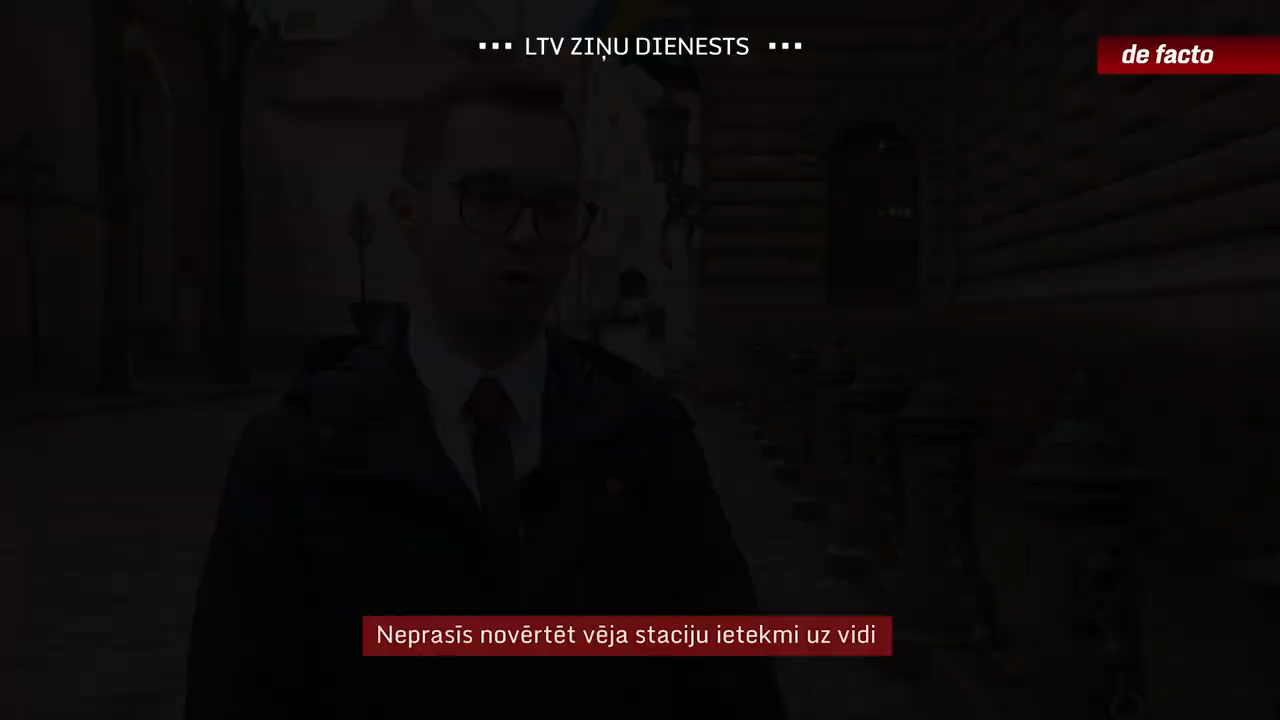 LTV ZIŅU DIENESTS
de facto
Neprasīs novērtēt vēja staciju ietekmi uz vidi